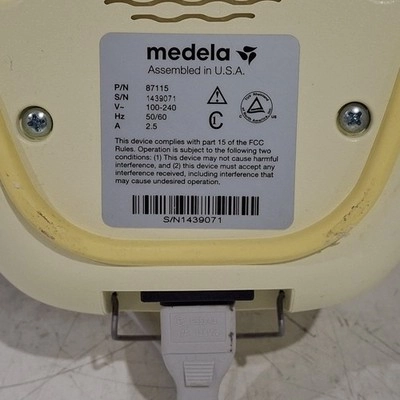 medela
Assembled in U.S.A.
P/N 87115
S/N 1439071
V~ 100-240
Hz 50/60
A 2.5
This device complies with part 15 of the FCC
Rules. Operation is subject to the following two
conditions: (1) This device may not cause harmful
interference, and (2) this device must accept any
interference received, including interference that
may cause undesired operation.
S/N1439071